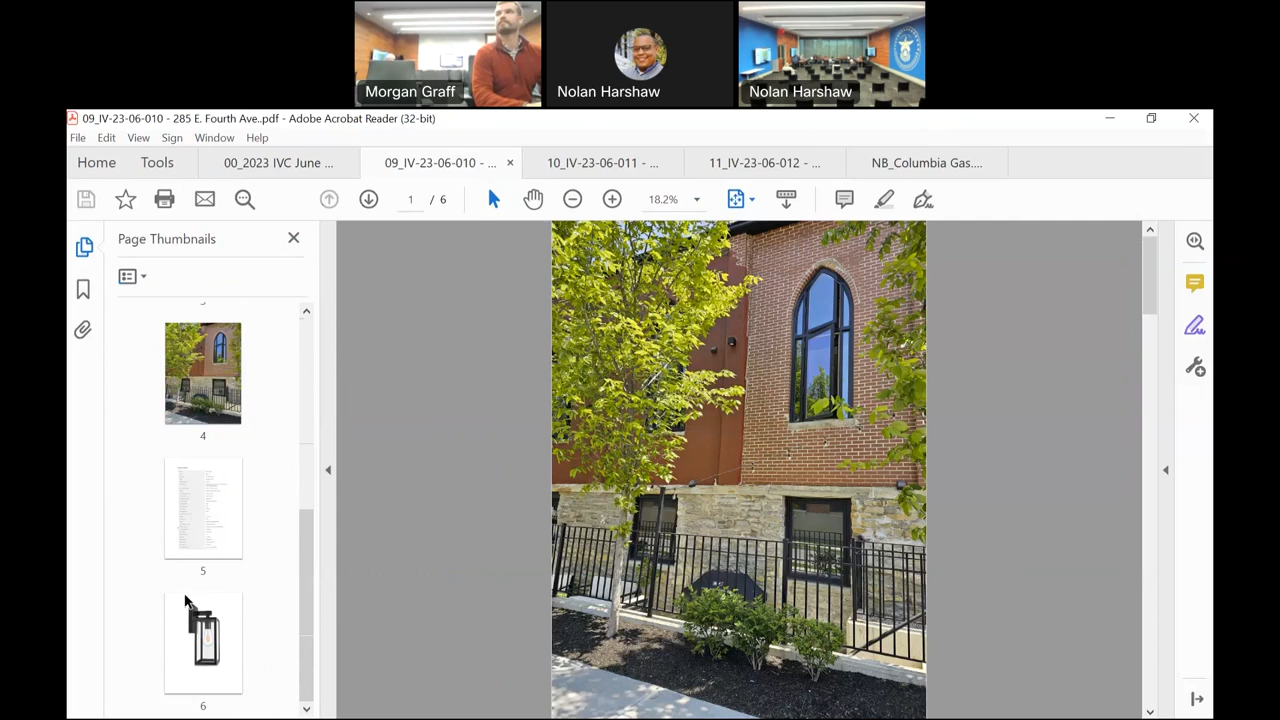 Morgan Graff
Nolan Harshaw
Nolan Harshaw
09_IV-23-06-010 - 285 E. Fourth Ave..pdf - Adobe Acrobat Reader (32-bit)
File Edit View Sign Window Help
Home Tools 00_2023 IVC June ... 09_IV-23-06-010 - ... × 10_IV-23-06-011 - ... 11_IV-23-06-012 - ... NB_Columbia Gas....
1 / 6 18.2%
Page Thumbnails
4
5
6